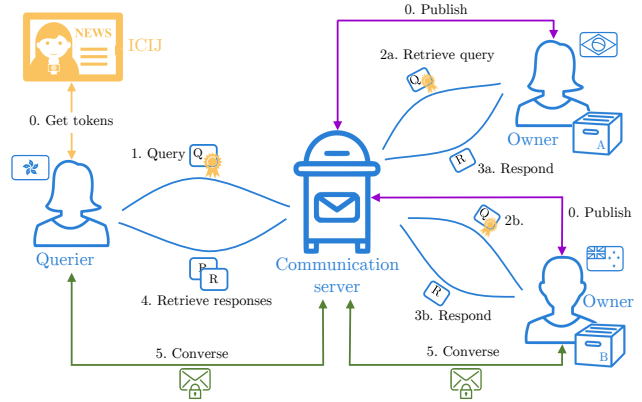 0. Publish
NEWS
ICIJ
2a. Retrieve query
Q
0. Get tokens
Owner
A
1. Query
Q
R
3a. Respond
0. Publish
Q
2b.
Querier
Communication
server
R
R
4. Retrieve responses
R
3b. Respond
Owner
B
5. Converse
5. Converse